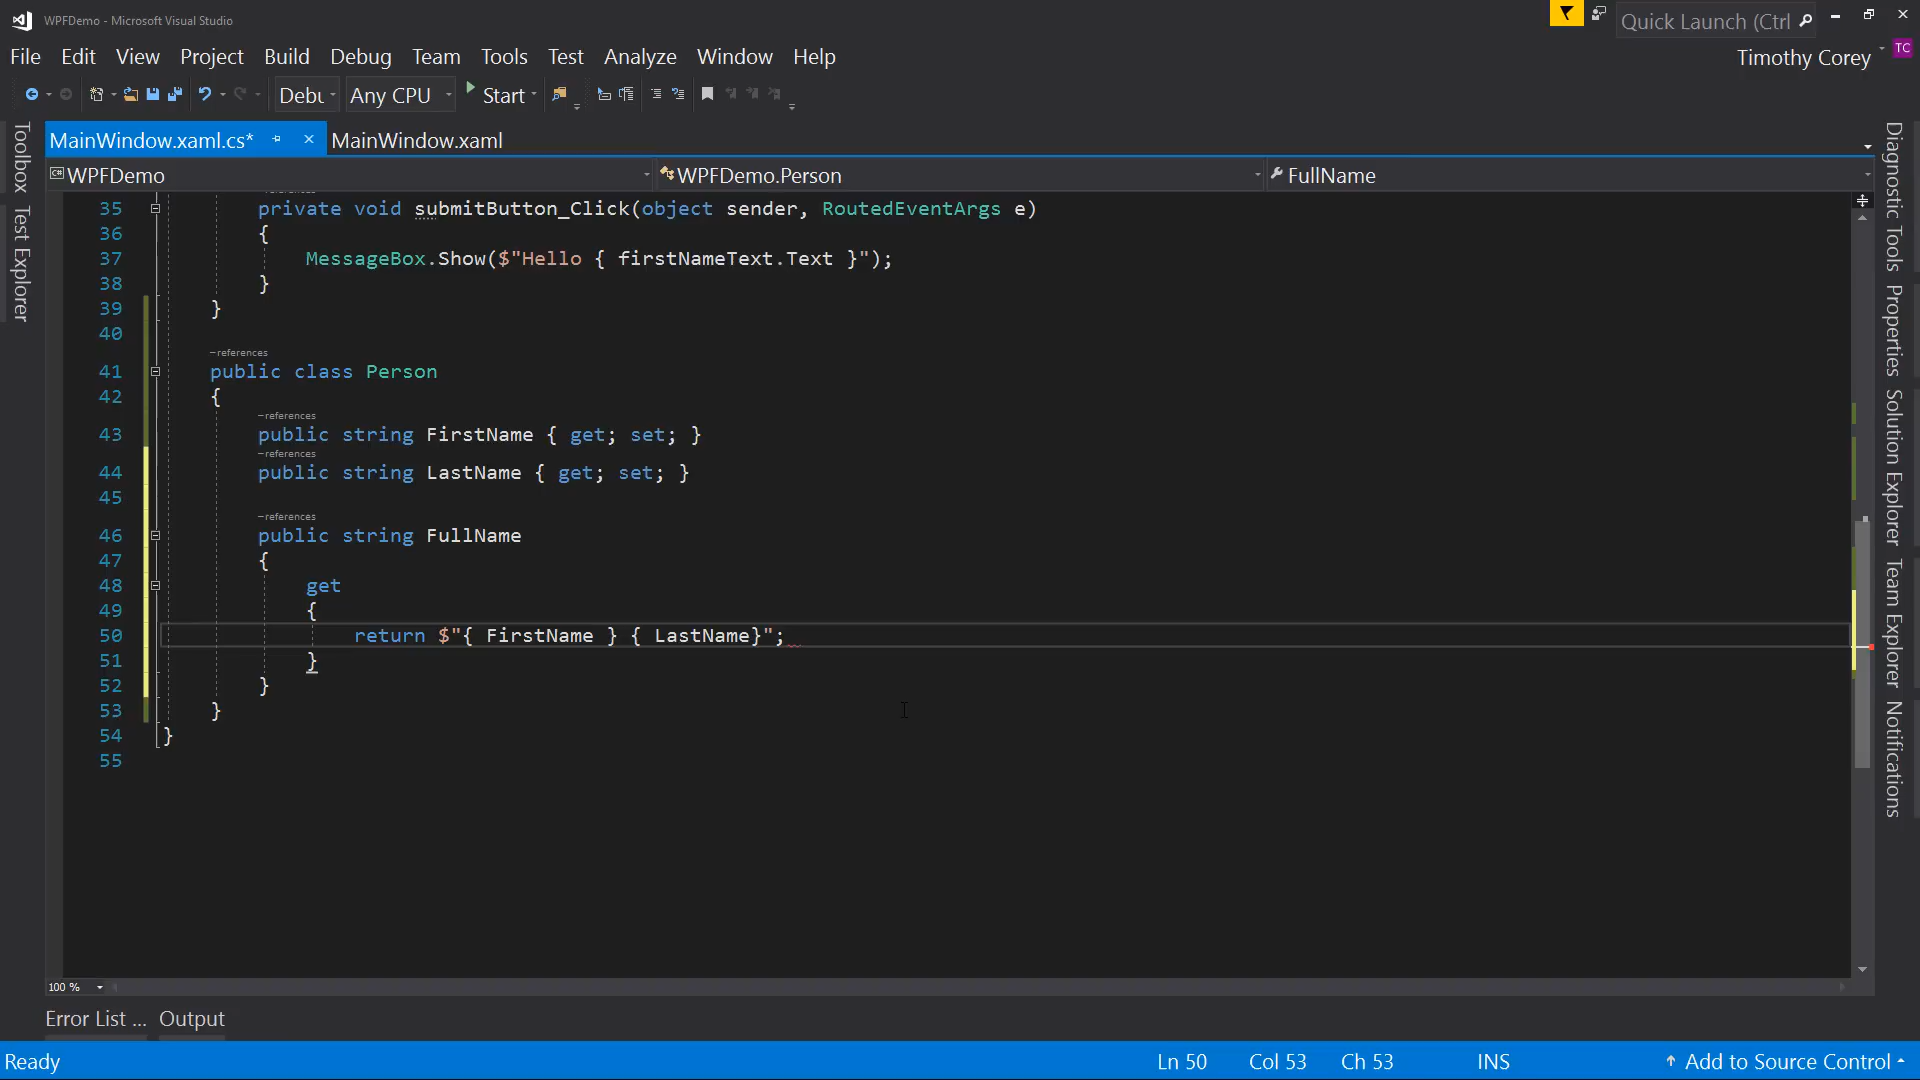 WPFDemo - Microsoft Visual Studio
Quick Launch (Ctrl
File Edit View Project Build Debug Team Tools Test Analyze Window Help
Timothy Corey TC
Debu Any CPU Start
MainWindow.xaml.cs* MainWindow.xaml
WPFDemo WPFDemo.Person FullName
Toolbox
Test Explorer
35 private void submitButton_Click(object sender, RoutedEventArgs e)
36 {
37 MessageBox.Show($"Hello { firstNameText.Text }");
38 }
39 }
40
-references
41 public class Person
42 {
-references
43 public string FirstName { get; set; }
-references
44 public string LastName { get; set; }
45
-references
46 public string FullName
47 {
48 get
49 {
50 return $"{ FirstName } { LastName}";
51 }
52 }
53 }
54 }
55
Diagnostic Tools
Properties
Solution Explorer
Team Explorer
Notifications
100 %
Error List ... Output
Ready Ln 50 Col 53 Ch 53 INS Add to Source Control